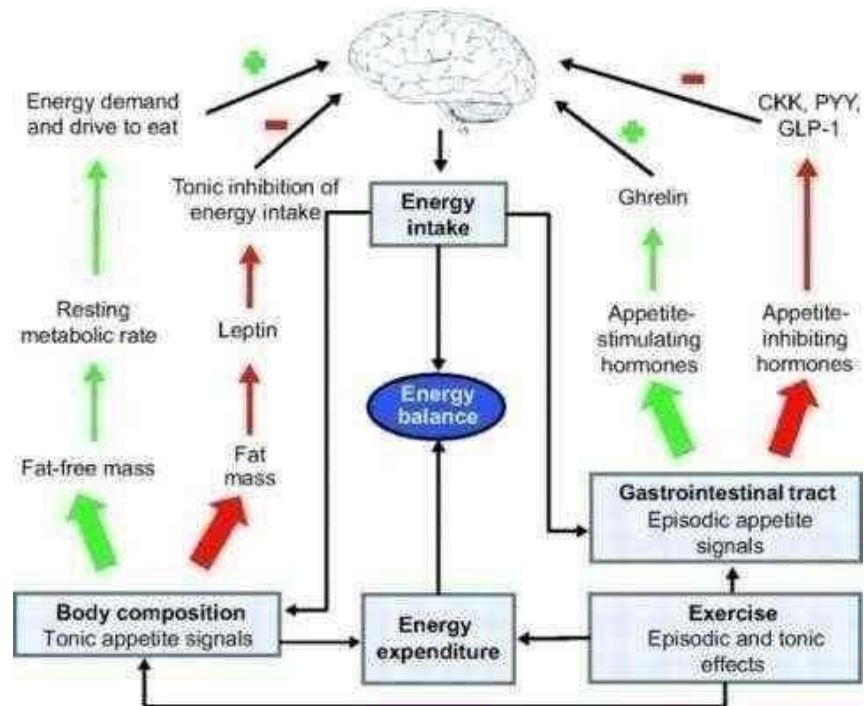 Energy demand
and drive to eat
CKK, PYY,
GLP-1
Tonic inhibition of
energy intake
Energy
intake
Ghrelin
Resting
metabolic rate
Leptin
Appetite-
stimulating
hormones
Appetite-
inhibiting
hormones
Energy
balance
Fat-free mass
Fat
mass
Gastrointestinal tract
Episodic appetite
signals
Body composition
Tonic appetite signals
Energy
expenditure
Exercise
Episodic and tonic
effects